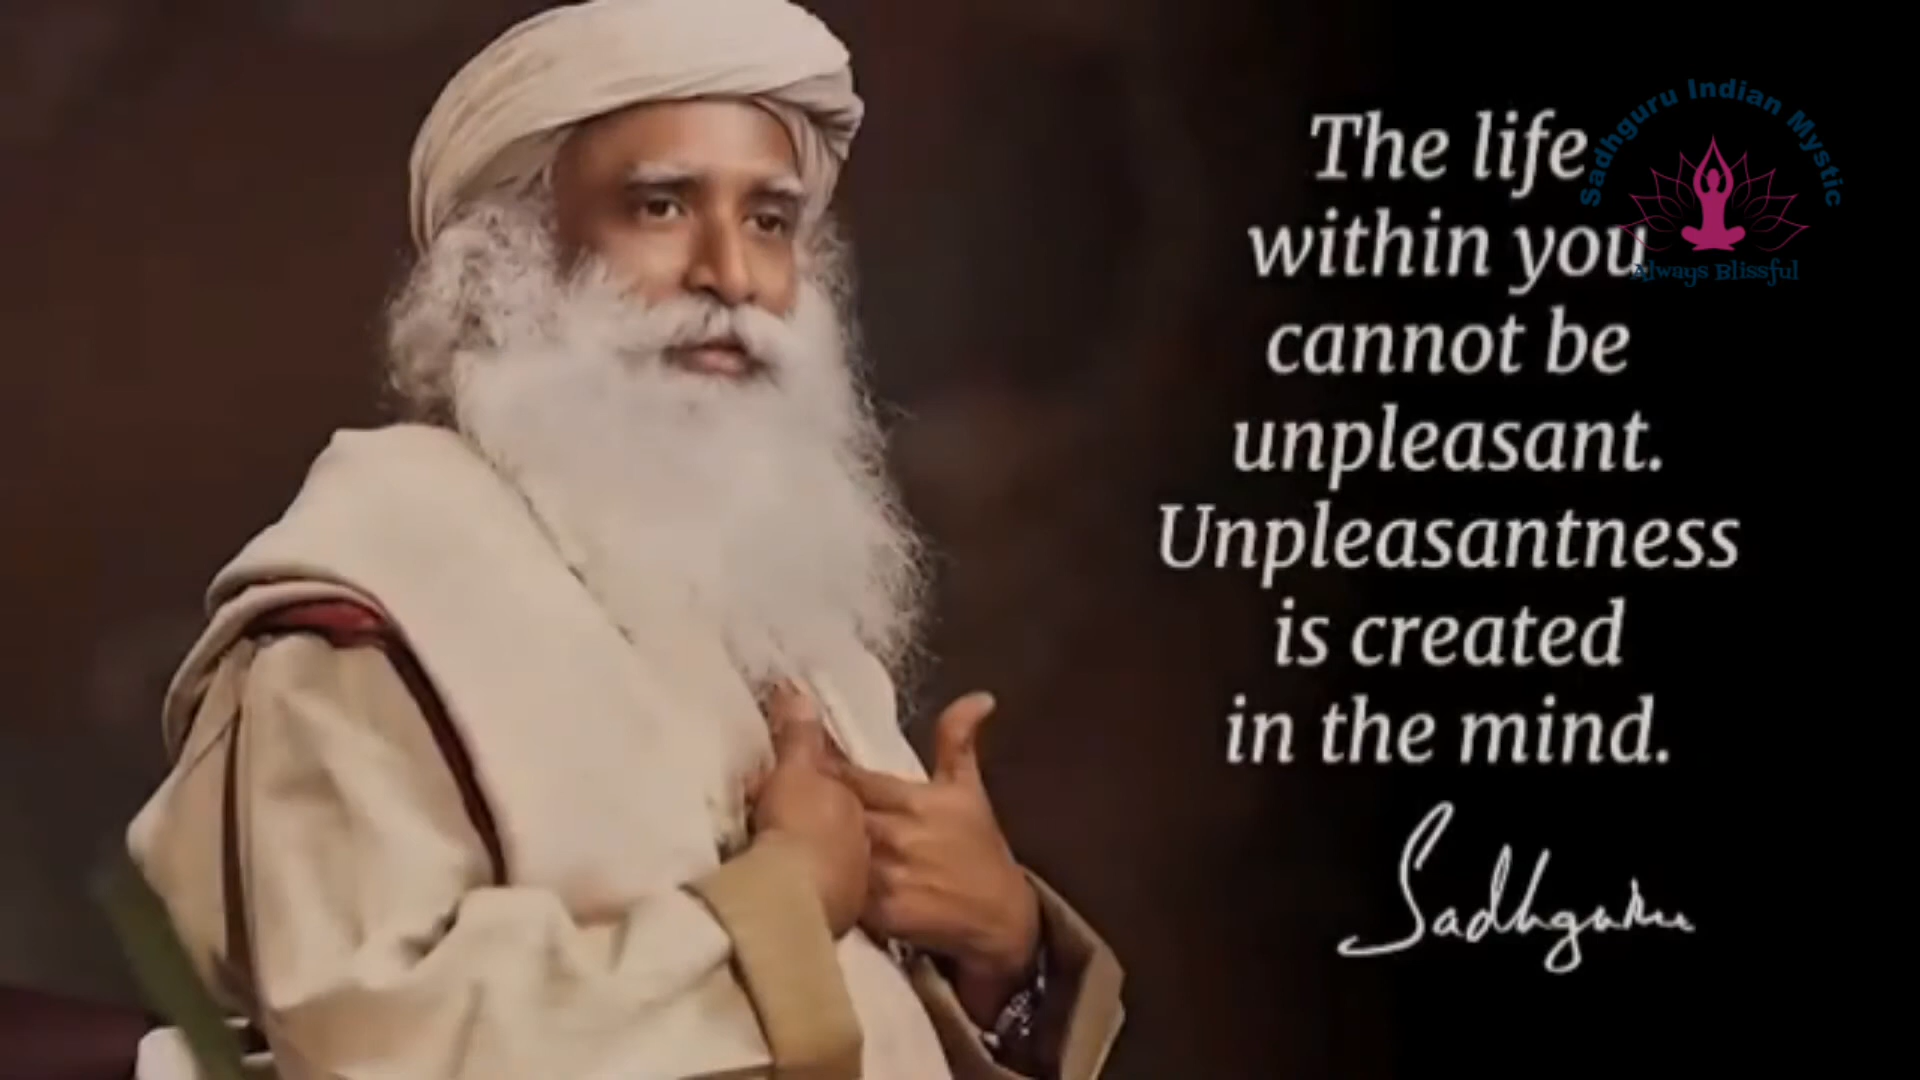 The life
within you
cannot be
unpleasant.
Unpleasantness
is created
in the mind.
Sadhguru
Sadhguru Indian Mystic
Always Blissful